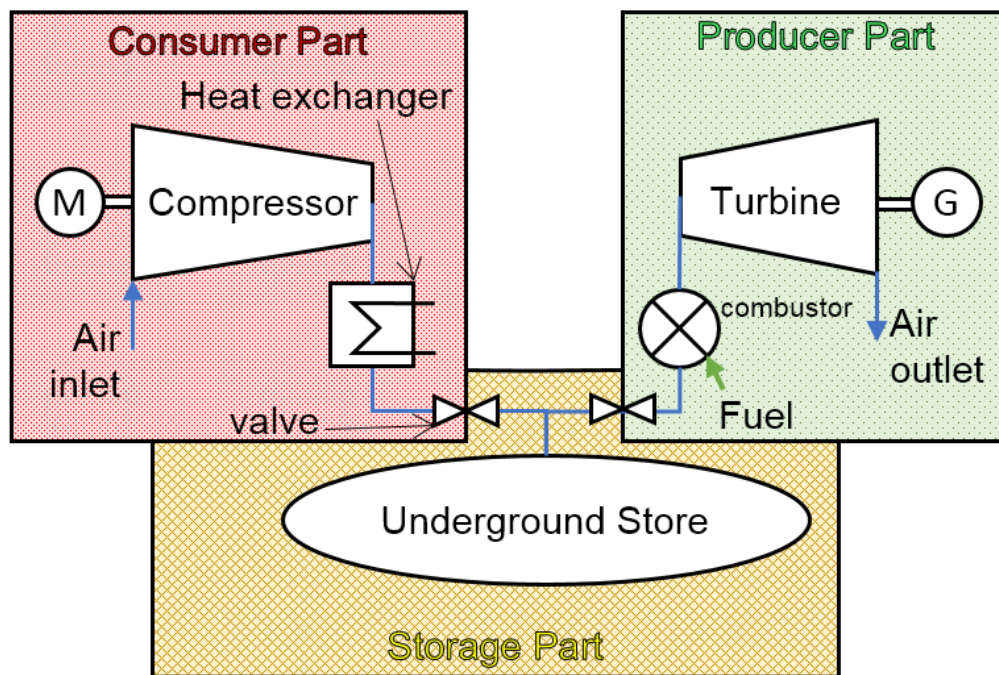 Consumer Part
Producer Part
Heat exchanger
M
Compressor
Turbine
G
combustor
Air
inlet
Air
outlet
valve
Fuel
Underground Store
Storage Part